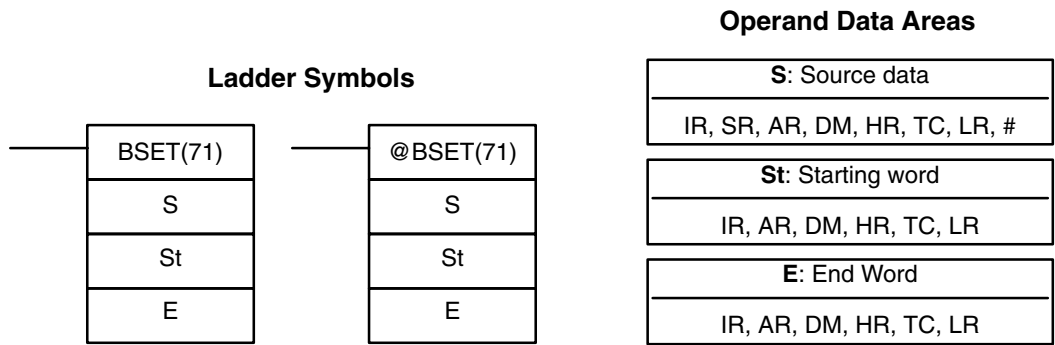 Ladder Symbols
BSET(71)
S
St
E
@BSET(71)
S
St
E
Operand Data Areas
S: Source data
IR, SR, AR, DM, HR, TC, LR, #
St: Starting word
IR, AR, DM, HR, TC, LR
E: End Word
IR, AR, DM, HR, TC, LR